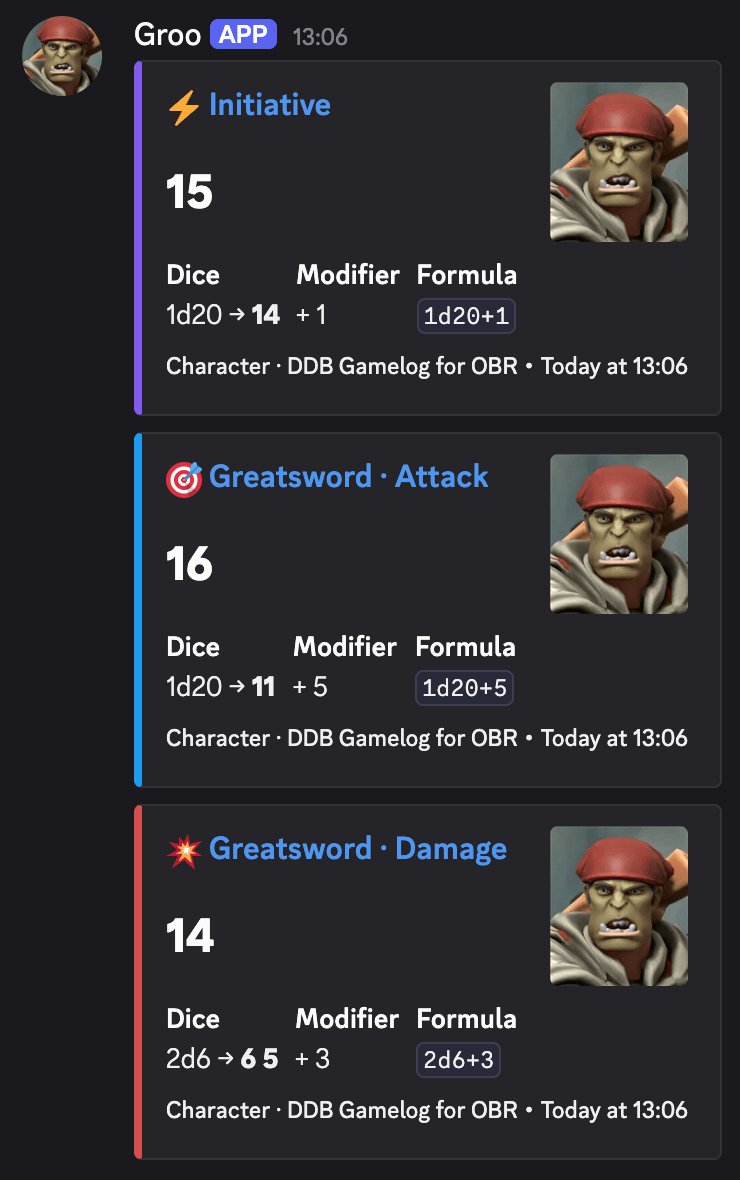 Groo APP 13:06
Initiative
15
Dice Modifier Formula
1d20 → 14 + 1 1d20+1
Character · DDB Gamelog for OBR • Today at 13:06
Greatsword · Attack
16
Dice Modifier Formula
1d20 → 11 + 5 1d20+5
Character · DDB Gamelog for OBR • Today at 13:06
Greatsword · Damage
14
Dice Modifier Formula
2d6 → 6 5 + 3 2d6+3
Character · DDB Gamelog for OBR • Today at 13:06